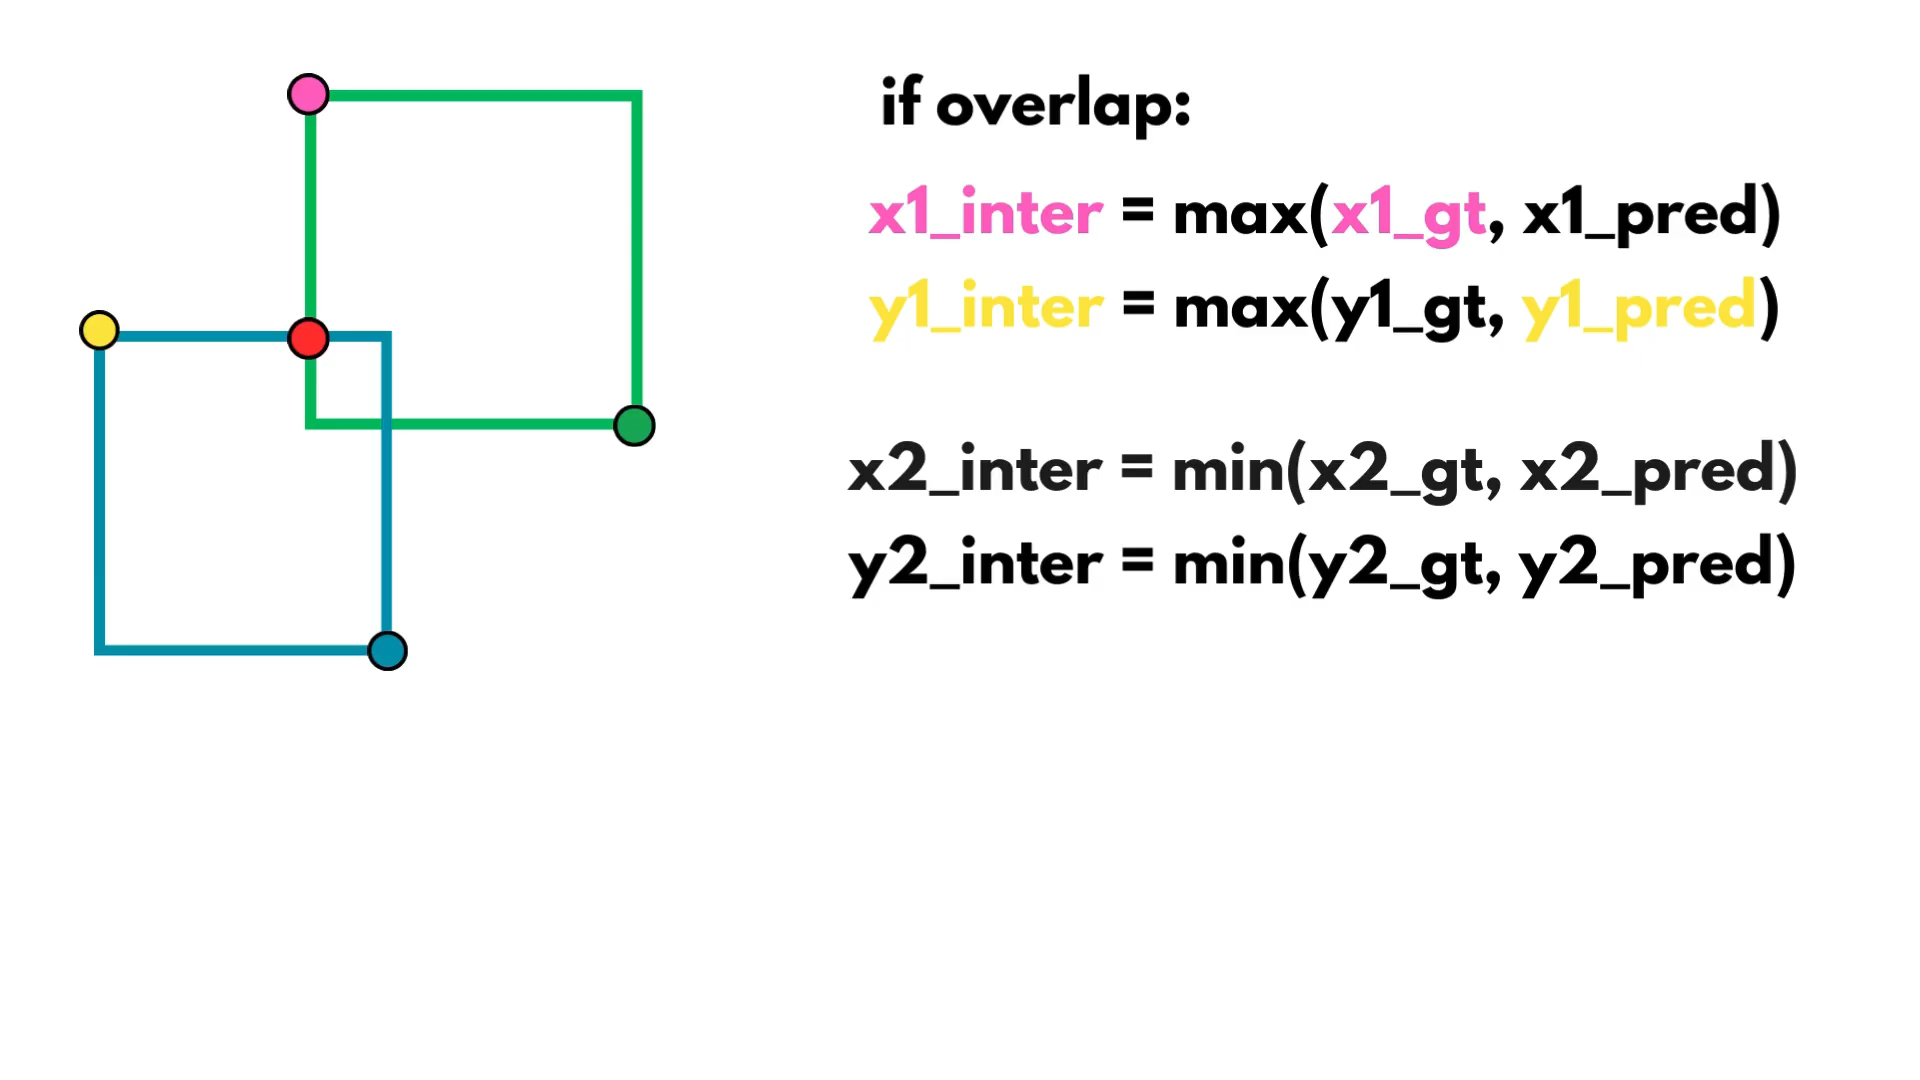 if overlap:
x1_inter = max(x1_gt, x1_pred)
y1_inter = max(y1_gt, y1_pred)
x2_inter = min(x2_gt, x2_pred)
y2_inter = min(y2_gt, y2_pred)